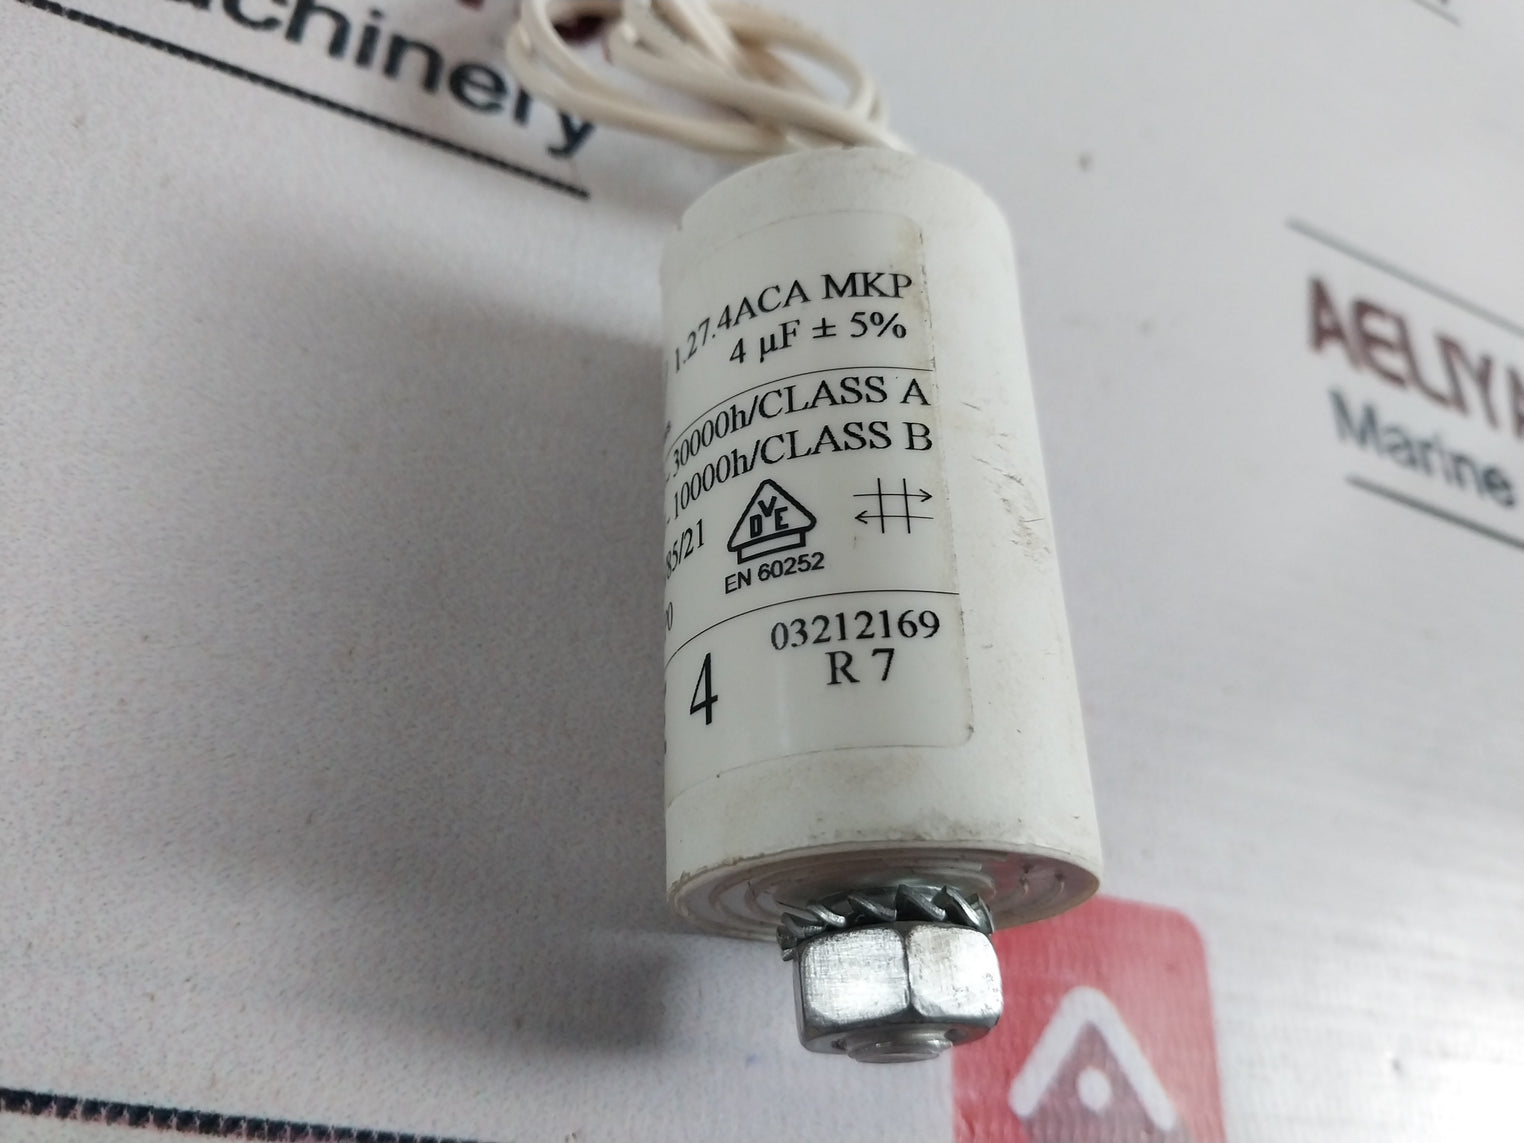 1.27.4ACA MKP
4 µF ± 5%
30000h/CLASS A
10000h/CLASS B
85/21
DVE
EN 60252
03212169
4
R 7
Marine